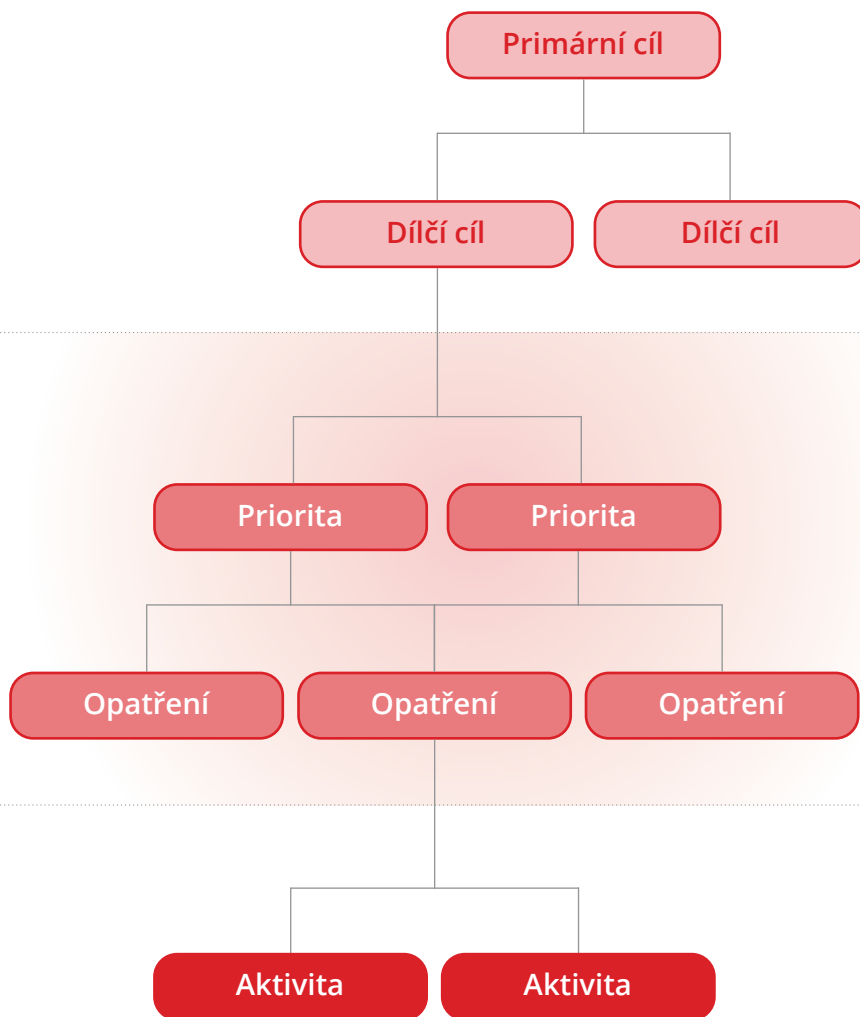 Primární cíl
Dílčí cíl
Dílčí cíl
Priorita
Priorita
Opatření
Opatření
Opatření
Aktivita
Aktivita